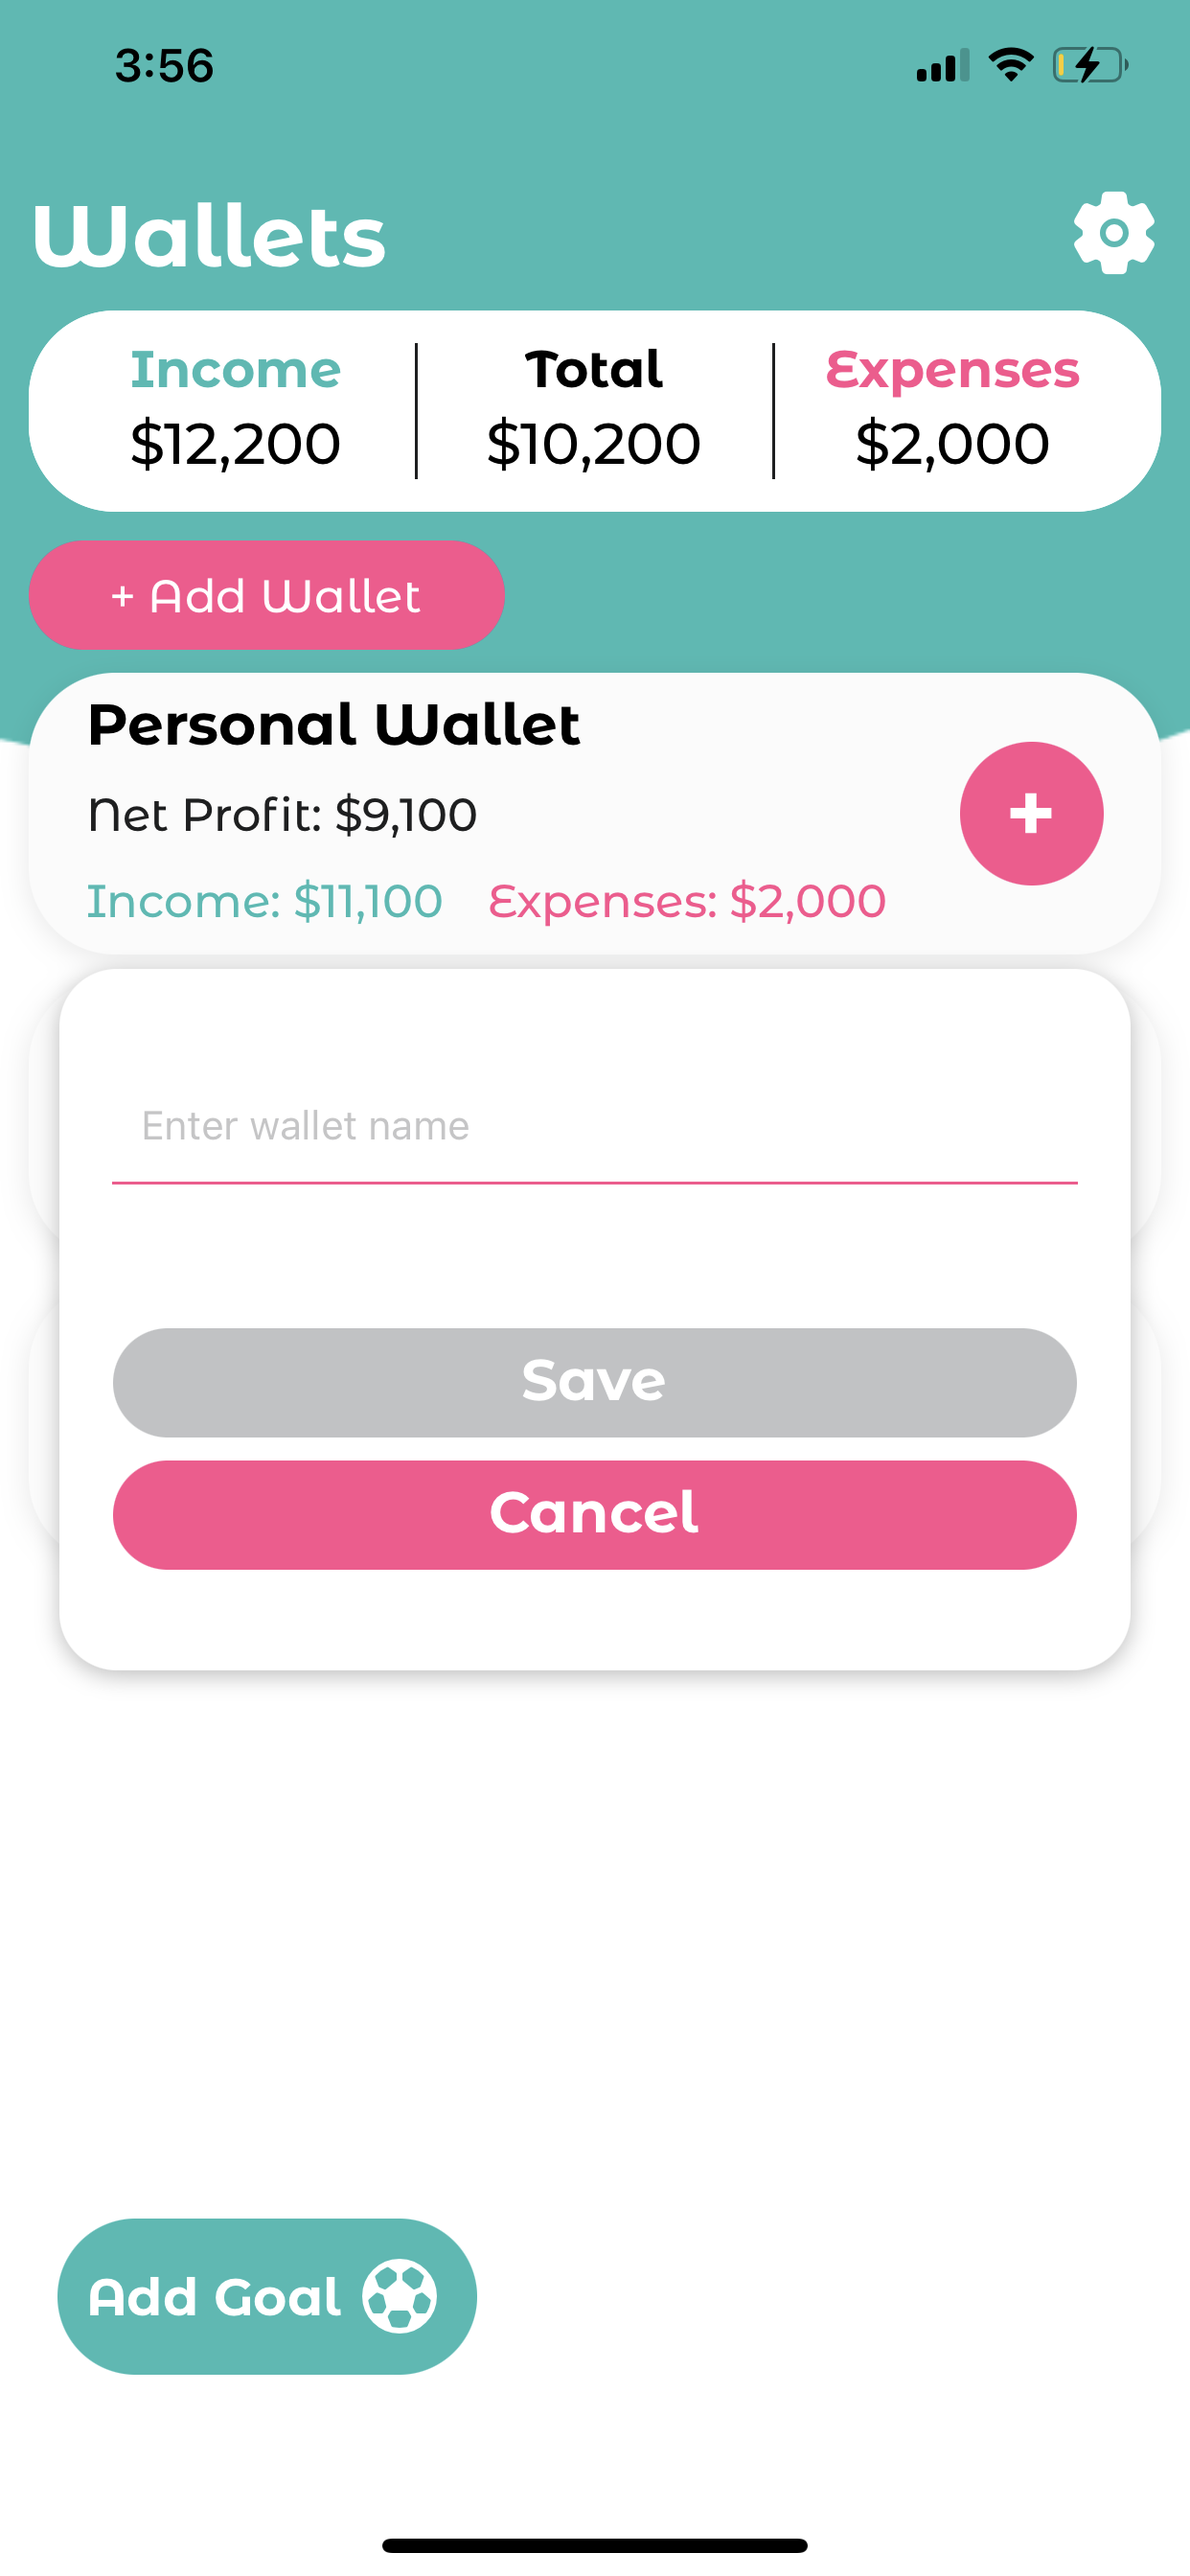 3:56
Wallets
Income Total Expenses
$12,200 $10,200 $2,000
+ Add Wallet
Personal Wallet
Net Profit: $9,100
+
Income: $11,100 Expenses: $2,000
Enter wallet name
Save
Cancel
Add Goal